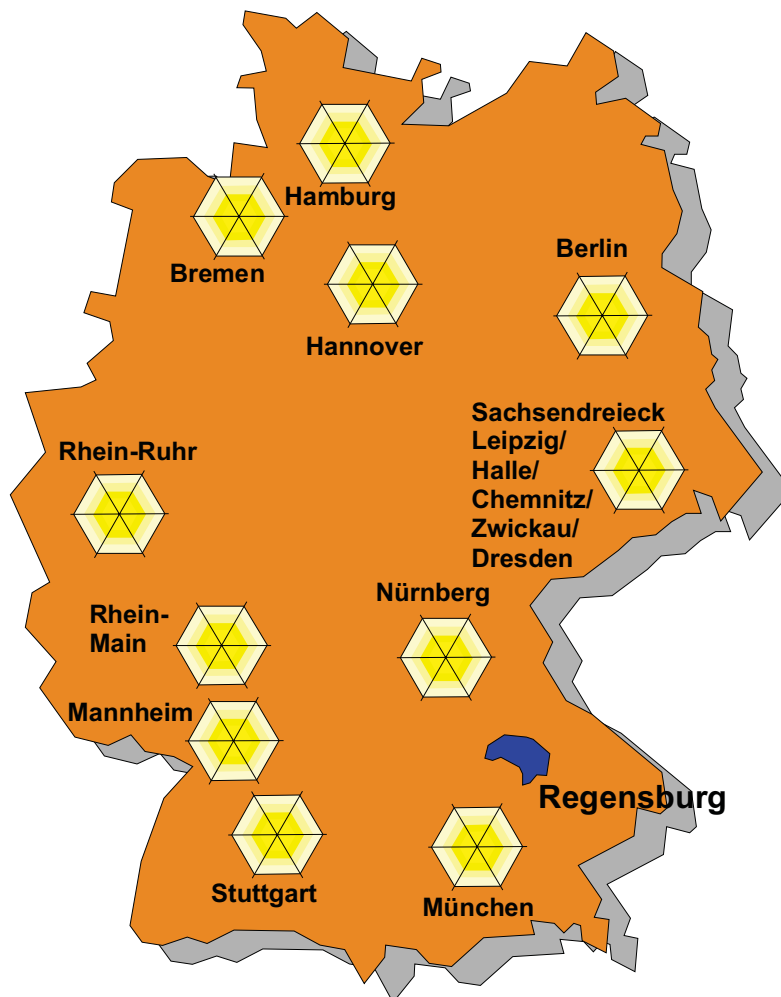 Hamburg
Bremen
Berlin
Hannover
Sachsendreieck
Leipzig/
Halle/
Chemnitz/
Zwickau/
Dresden
Rhein-Ruhr
Nürnberg
Rhein-
Main
Mannheim
Regensburg
Stuttgart
München